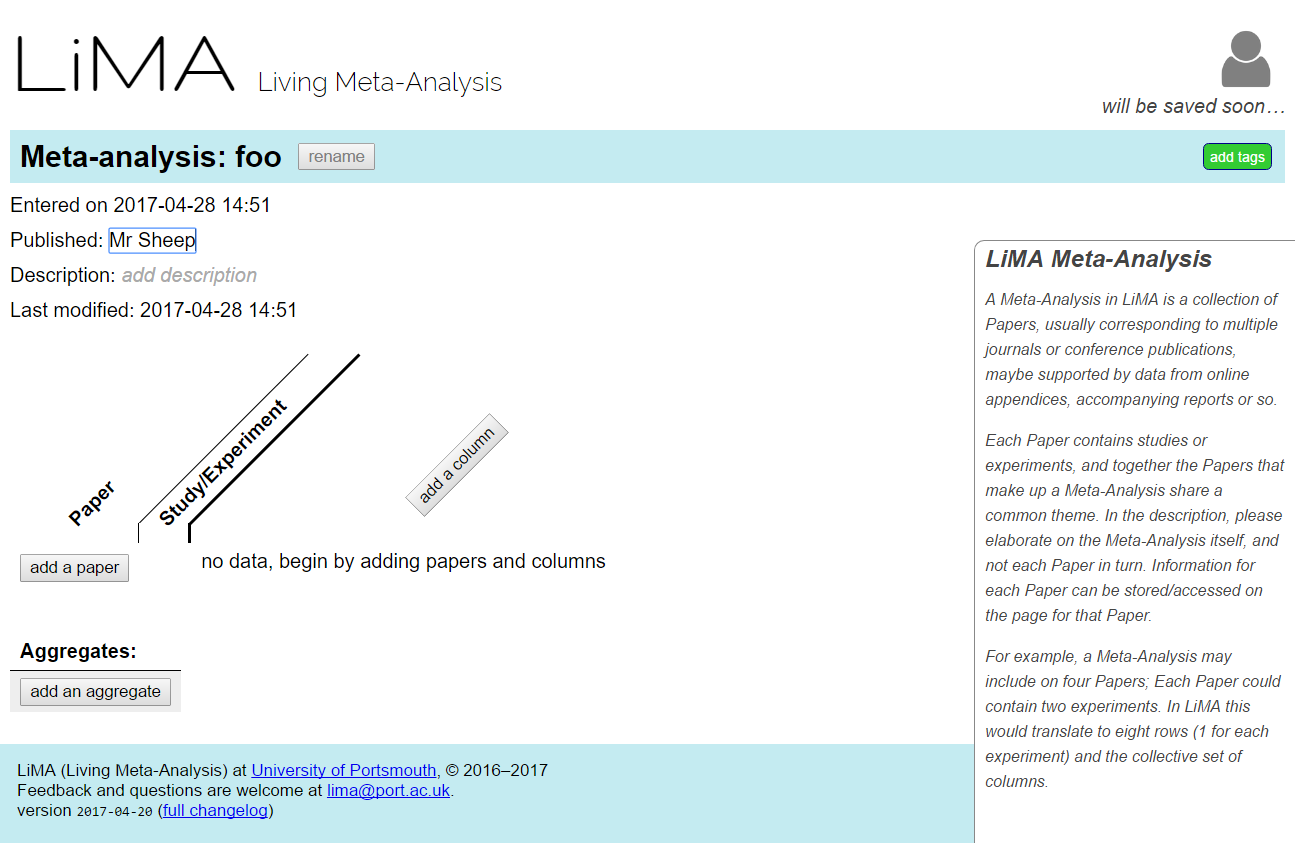 LiMA Living Meta-Analysis
will be saved soon…
Meta-analysis: foo rename add tags
Entered on 2017-04-28 14:51
Published: Mr Sheep
Description: add description
Last modified: 2017-04-28 14:51
Paper
Study/Experiment
add a column
add a paper
no data, begin by adding papers and columns
Aggregates:
add an aggregate
LiMA Meta-Analysis
A Meta-Analysis in LiMA is a collection of
Papers, usually corresponding to multiple
journals or conference publications,
maybe supported by data from online
appendices, accompanying reports or so.
Each Paper contains studies or
experiments, and together the Papers that
make up a Meta-Analysis share a
common theme. In the description, please
elaborate on the Meta-Analysis itself, and
not each Paper in turn. Information for
each Paper can be stored/accessed on
the page for that Paper.
For example, a Meta-Analysis may
include on four Papers; Each Paper could
contain two experiments. In LiMA this
would translate to eight rows (1 for each
experiment) and the collective set of
columns.
LiMA (Living Meta-Analysis) at University of Portsmouth, © 2016–2017
Feedback and questions are welcome at lima@port.ac.uk.
version 2017-04-20 (full changelog)